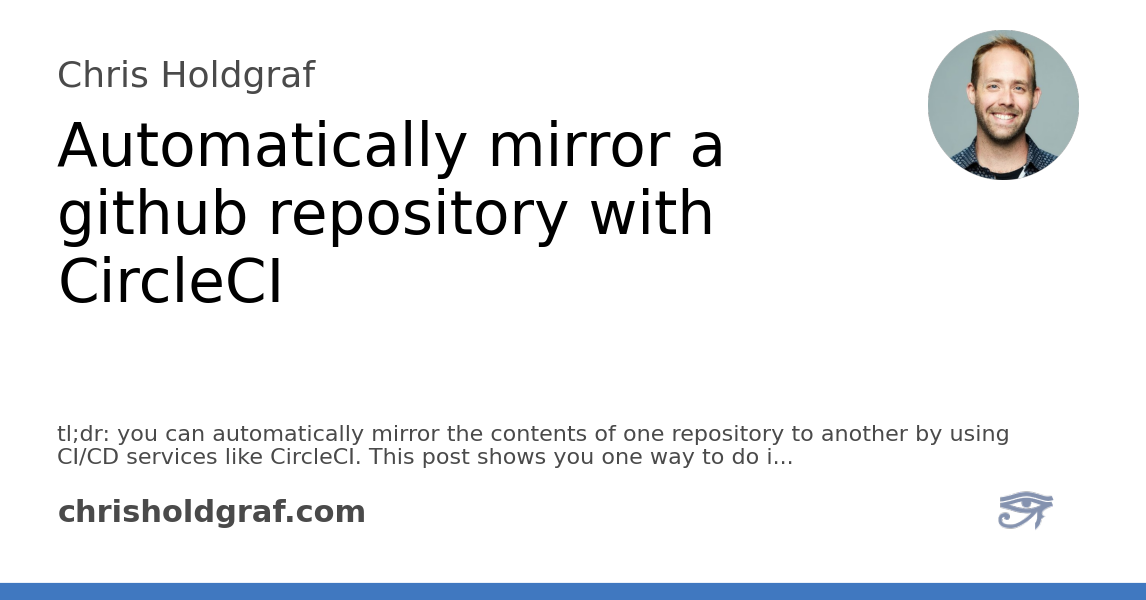 Chris Holdgraf
Automatically mirror a
github repository with
CircleCI
tl;dr: you can automatically mirror the contents of one repository to another by using
CI/CD services like CircleCI. This post shows you one way to do i...
chrisholdgraf.com